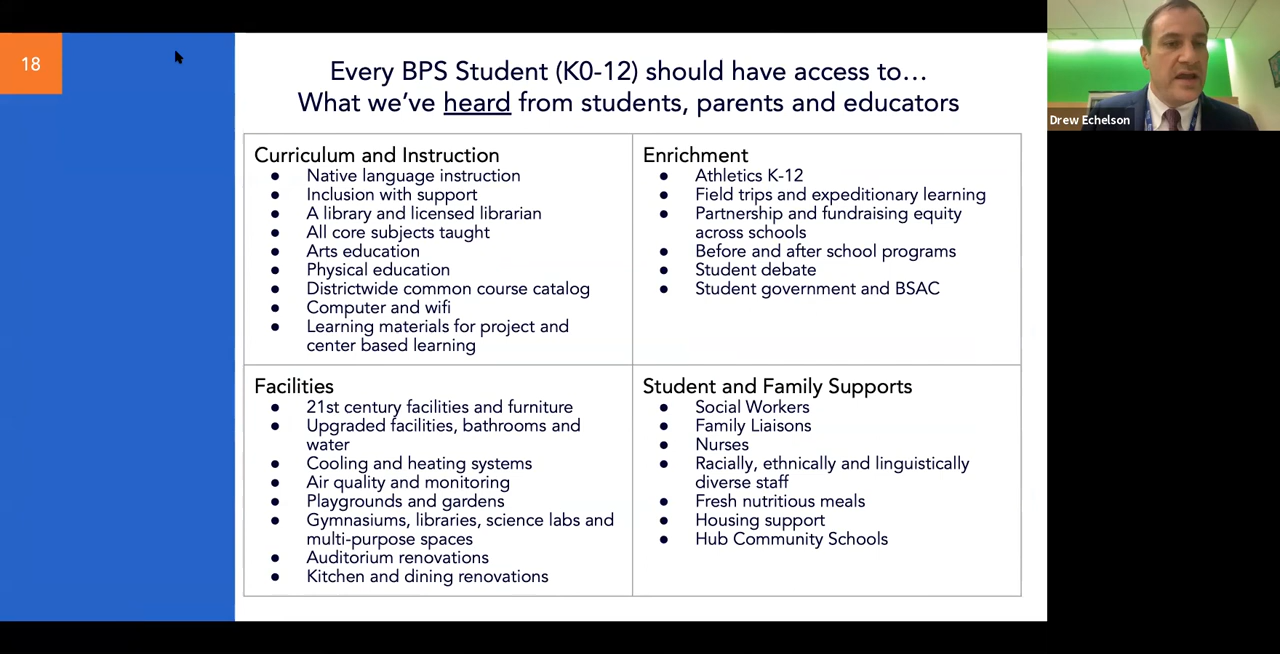 18
Every BPS Student (K0-12) should have access to…
What we’ve heard from students, parents and educators
Curriculum and Instruction
● Native language instruction
● Inclusion with support
● A library and licensed librarian
● All core subjects taught
● Arts education
● Physical education
● Districtwide common course catalog
● Computer and wifi
● Learning materials for project and
center based learning
Enrichment
● Athletics K-12
● Field trips and expeditionary learning
● Partnership and fundraising equity
across schools
● Before and after school programs
● Student debate
● Student government and BSAC
Facilities
● 21st century facilities and furniture
● Upgraded facilities, bathrooms and
water
● Cooling and heating systems
● Air quality and monitoring
● Playgrounds and gardens
● Gymnasiums, libraries, science labs and
multi-purpose spaces
● Auditorium renovations
● Kitchen and dining renovations
Student and Family Supports
● Social Workers
● Family Liaisons
● Nurses
● Racially, ethnically and linguistically
diverse staff
● Fresh nutritious meals
● Housing support
● Hub Community Schools
Drew Echelson